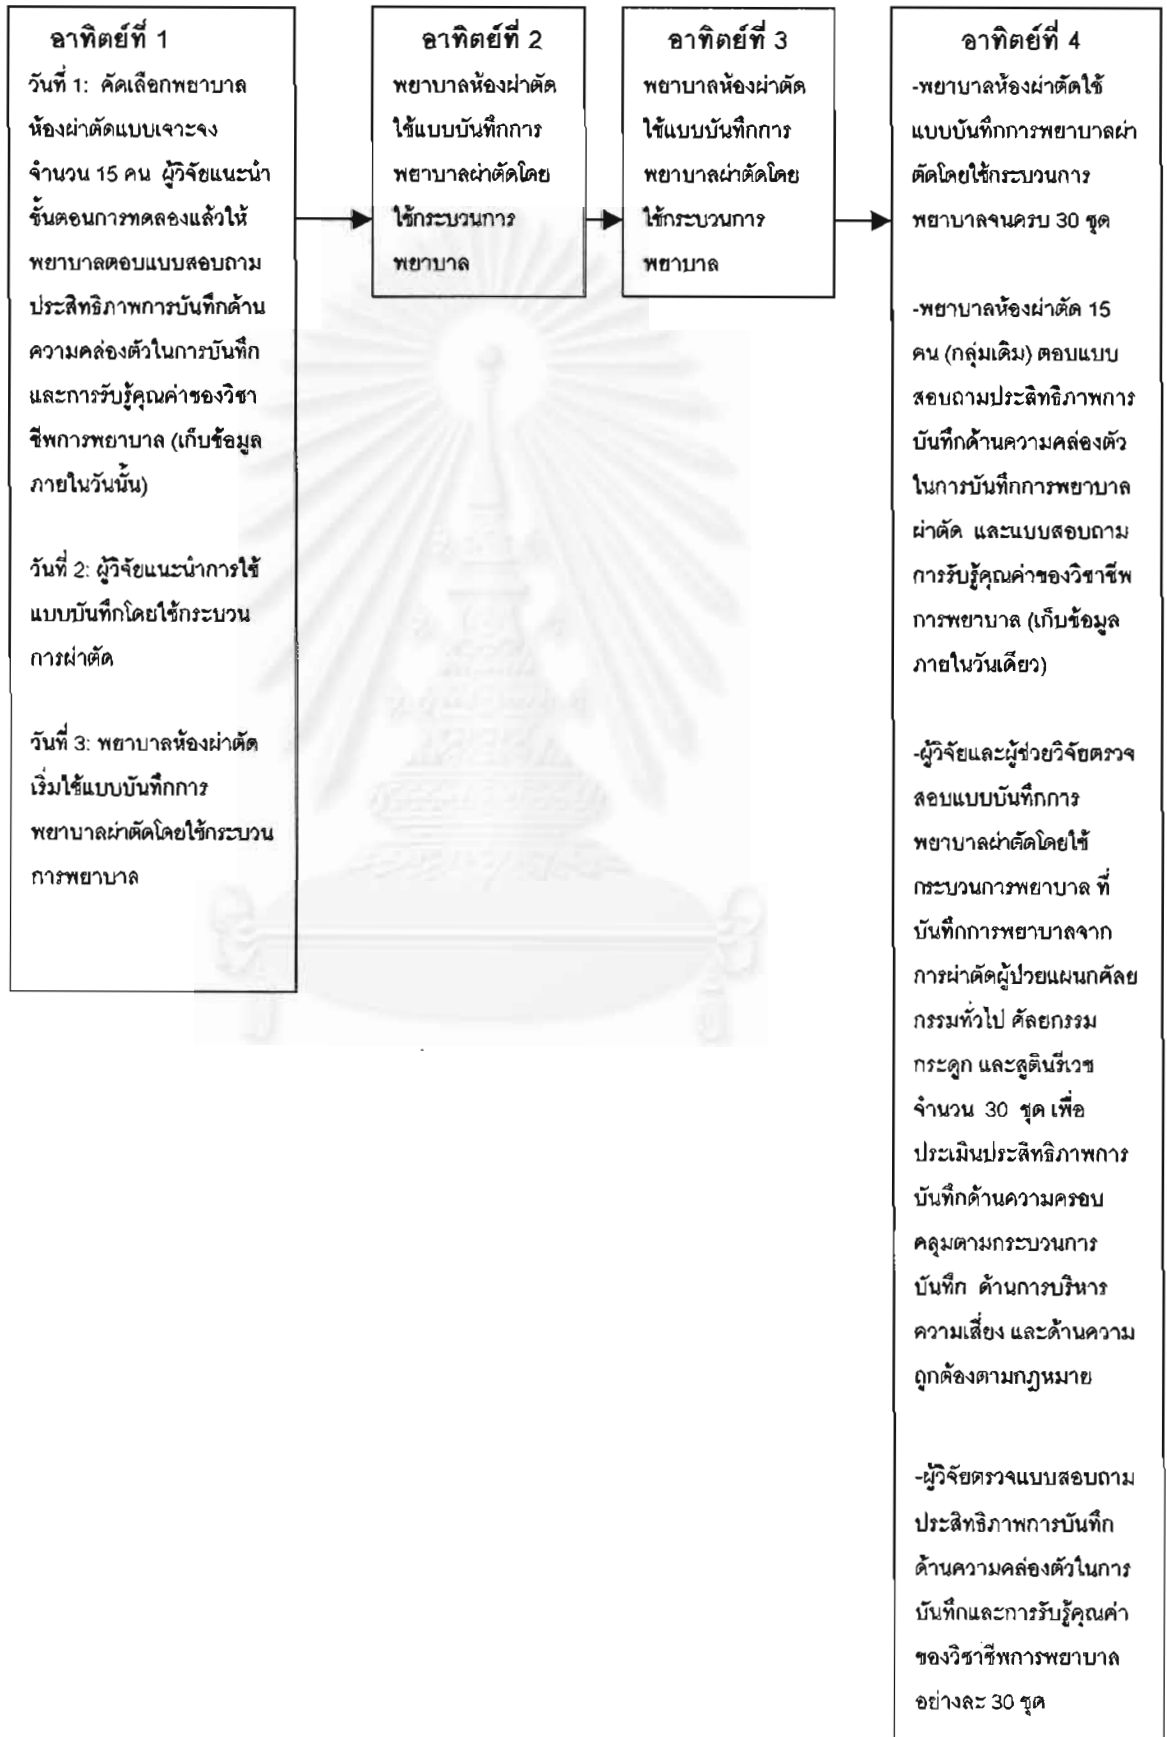 อาทิตย์ที่ 1
วันที่ 1: คัดเลือกพยาบาล
ห้องผ่าตัดแบบเจาะจง
จำนวน 15 คน ผู้วิจัยแนะนำ
ขั้นตอนการทดลองแล้วให้
พยาบาลตอบแบบสอบถาม
ประสิทธิภาพการบันทึกด้าน
ความคล่องตัวในการบันทึก
และการรับรู้คุณค่าของวิชา
ชีพการพยาบาล (เก็บข้อมูล
ภายในวันนั้น)
วันที่ 2: ผู้วิจัยแนะนำการใช้
แบบบันทึกโดยใช้กระบวน
การผ่าตัด
วันที่ 3: พยาบาลห้องผ่าตัด
เริ่มใช้แบบบันทึกการ
พยาบาลผ่าตัดโดยใช้กระบวน
การพยาบาล
อาทิตย์ที่ 2
พยาบาลห้องผ่าตัด
ใช้แบบบันทึกการ
พยาบาลผ่าตัดโดย
ใช้กระบวนการ
พยาบาล
อาทิตย์ที่ 3
พยาบาลห้องผ่าตัด
ใช้แบบบันทึกการ
พยาบาลผ่าตัดโดย
ใช้กระบวนการ
พยาบาล
อาทิตย์ที่ 4
-พยาบาลห้องผ่าตัดใช้
แบบบันทึกการพยาบาลผ่า
ตัดโดยใช้กระบวนการ
พยาบาลจนครบ 30 ชุด
-พยาบาลห้องผ่าตัด 15
คน (กลุ่มเดิม) ตอบแบบ
สอบถามประสิทธิภาพการ
บันทึกด้านความคล่องตัว
ในการบันทึกการพยาบาล
ผ่าตัด และแบบสอบถาม
การรับรู้คุณค่าของวิชาชีพ
การพยาบาล (เก็บข้อมูล
ภายในวันเดียว)
-ผู้วิจัยและผู้ช่วยวิจัยตรวจ
สอบแบบบันทึกการ
พยาบาลผ่าตัดโดยใช้
กระบวนการพยาบาล ที่
บันทึกการพยาบาลจาก
การผ่าตัดผู้ป่วยแผนกศัลย
กรรมทั่วไป ศัลยกรรม
กระดูก และสูตินรีเวช
จำนวน 30 ชุด เพื่อ
ประเมินประสิทธิภาพการ
บันทึกด้านความครอบ
คลุมตามกระบวนการ
บันทึก ด้านการบริหาร
ความเสี่ยง และด้านความ
ถูกต้องตามกฎหมาย
-ผู้วิจัยตรวจแบบสอบถาม
ประสิทธิภาพการบันทึก
ด้านความคล่องตัวในการ
บันทึกและการรับรู้คุณค่า
ของวิชาชีพการพยาบาล
อย่างละ 30 ชุด